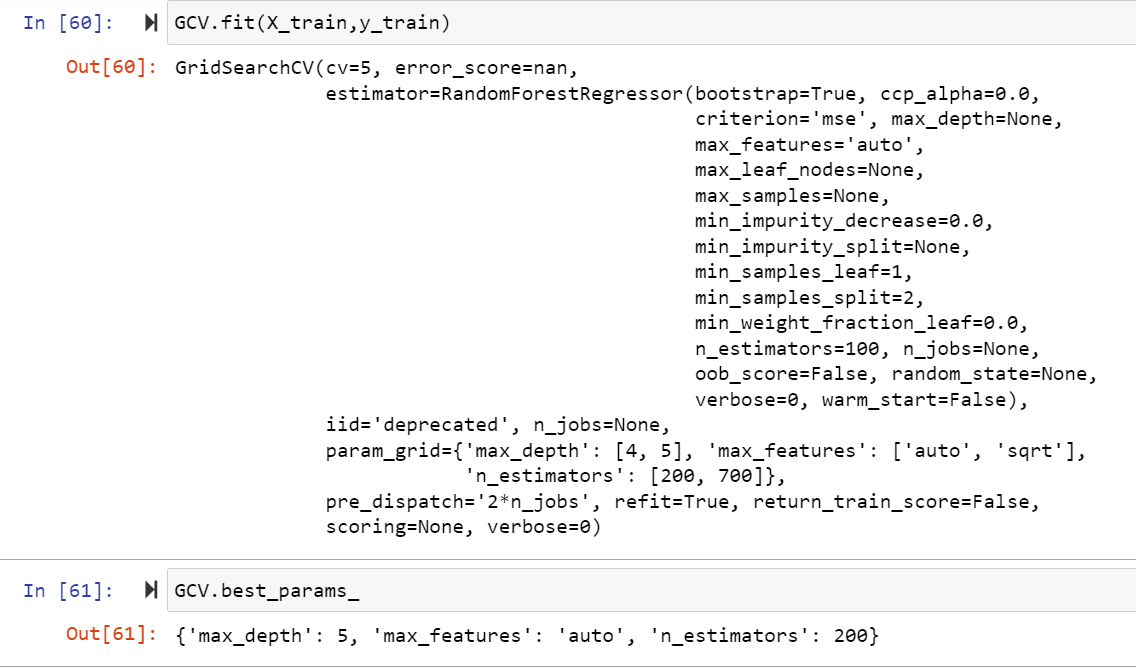 In [60]: GCV.fit(X_train,y_train)
Out[60]: GridSearchCV(cv=5, error_score=nan,
estimator=RandomForestRegressor(bootstrap=True, ccp_alpha=0.0,
criterion='mse', max_depth=None,
max_features='auto',
max_leaf_nodes=None,
max_samples=None,
min_impurity_decrease=0.0,
min_impurity_split=None,
min_samples_leaf=1,
min_samples_split=2,
min_weight_fraction_leaf=0.0,
n_estimators=100, n_jobs=None,
oob_score=False, random_state=None,
verbose=0, warm_start=False),
iid='deprecated', n_jobs=None,
param_grid={'max_depth': [4, 5], 'max_features': ['auto', 'sqrt'],
'n_estimators': [200, 700]},
pre_dispatch='2*n_jobs', refit=True, return_train_score=False,
scoring=None, verbose=0)
In [61]: GCV.best_params_
Out[61]: {'max_depth': 5, 'max_features': 'auto', 'n_estimators': 200}